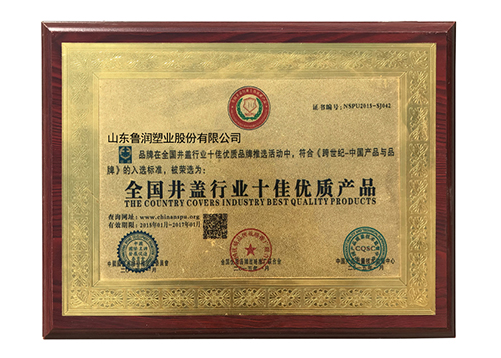 证书编号:NSPU2015-SJ042
山东鲁润塑业股份有限公司
品牌在全国井盖行业十佳优质品牌推选活动中,符合《跨世纪-中国产品与品
牌》的入选标准,被荣选为:
全国井盖行业十佳优质产品
THE COUNTRY COVERS INDUSTRY BEST QUALITY PRODUCTS
查询网址:www.chinanspu.org
有效期限:2015年01月-2017年01月
CQSC